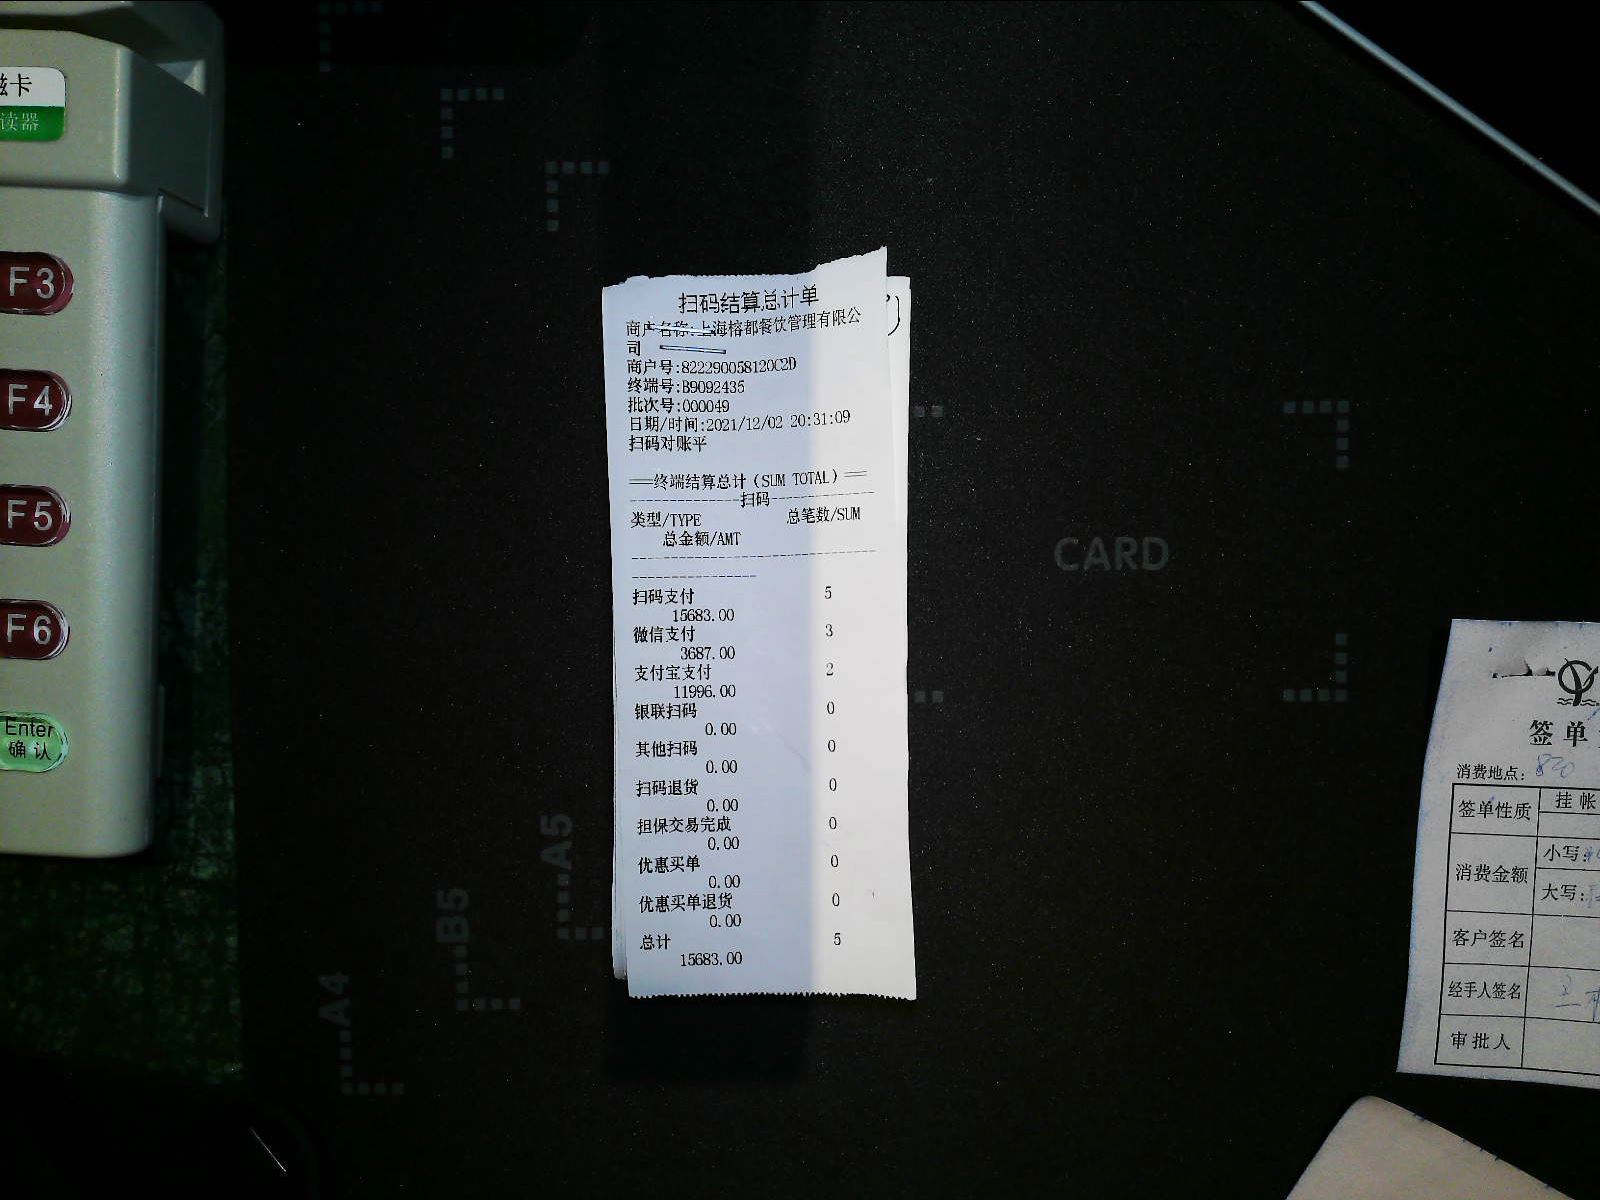 磁卡
读器
F3
F4
F5
F6
Enter
确认
扫码结算总计单
商户名称:上海榕都餐饮管理有限公
司
商户号:822290058120C2D
终端号:B9092435
批次号:000049
日期/时间:2021/12/02 20:31:09
扫码对账平
==终端结算总计(SUM TOTAL)==
---------------扫码---------------
类型/TYPE 总笔数/SUM
总金额/AMT
扫码支付 5
15683.00
微信支付 3
3687.00
支付宝支付 2
11996.00
银联扫码 0
0.00
其他扫码 0
0.00
扫码退货 0
0.00
担保交易完成 0
0.00
优惠买单 0
0.00
优惠买单退货 0
0.00
总计 5
15683.00
CARD
A5
B5
A4
签单
消费地点: 820
签单性质 挂帐
消费金额 小写:
大写:
客户签名
经手人签名
审批人